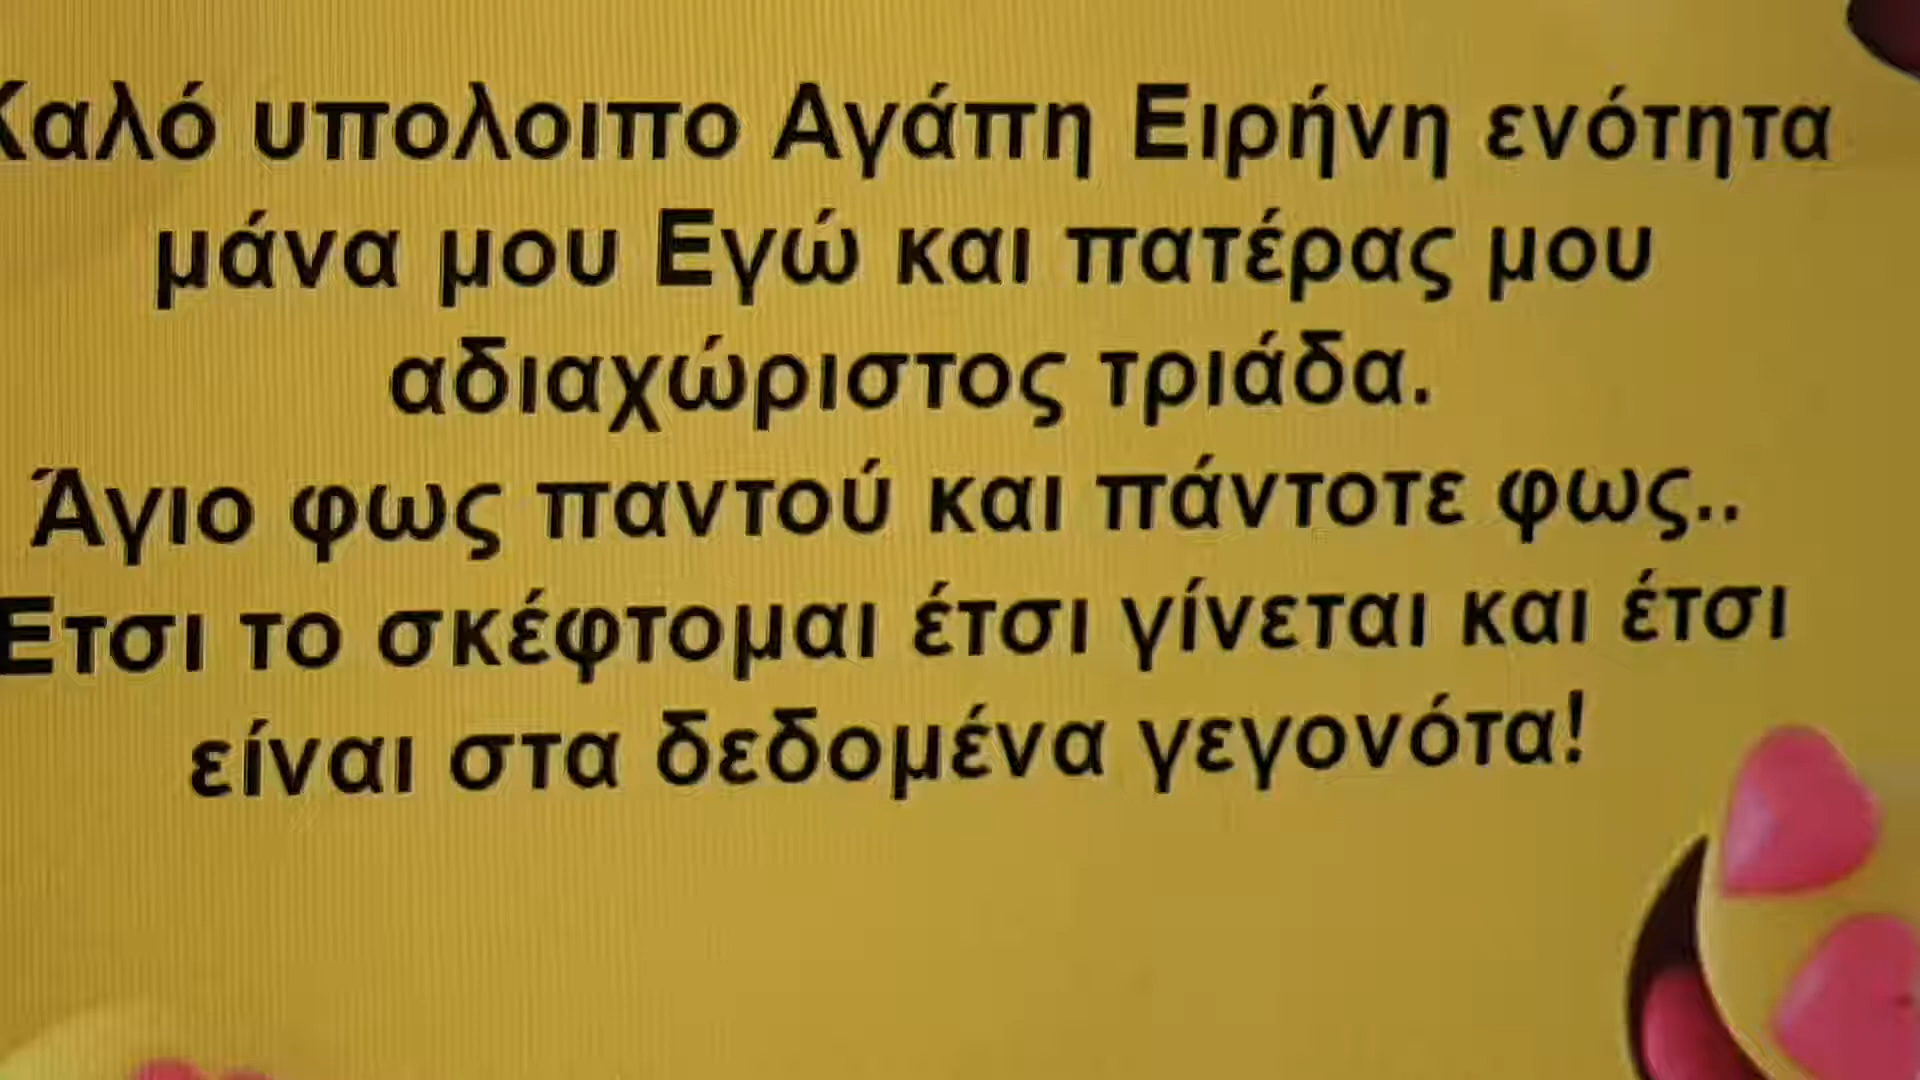 Καλό υπολοιπο Αγάπη Ειρήνη ενότητα
μάνα μου Εγώ και πατέρας μου
αδιαχώριστος τριάδα.
Άγιο φως παντού και πάντοτε φως..
Ετσι το σκέφτομαι έτσι γίνεται και έτσι
είναι στα δεδομένα γεγονότα!